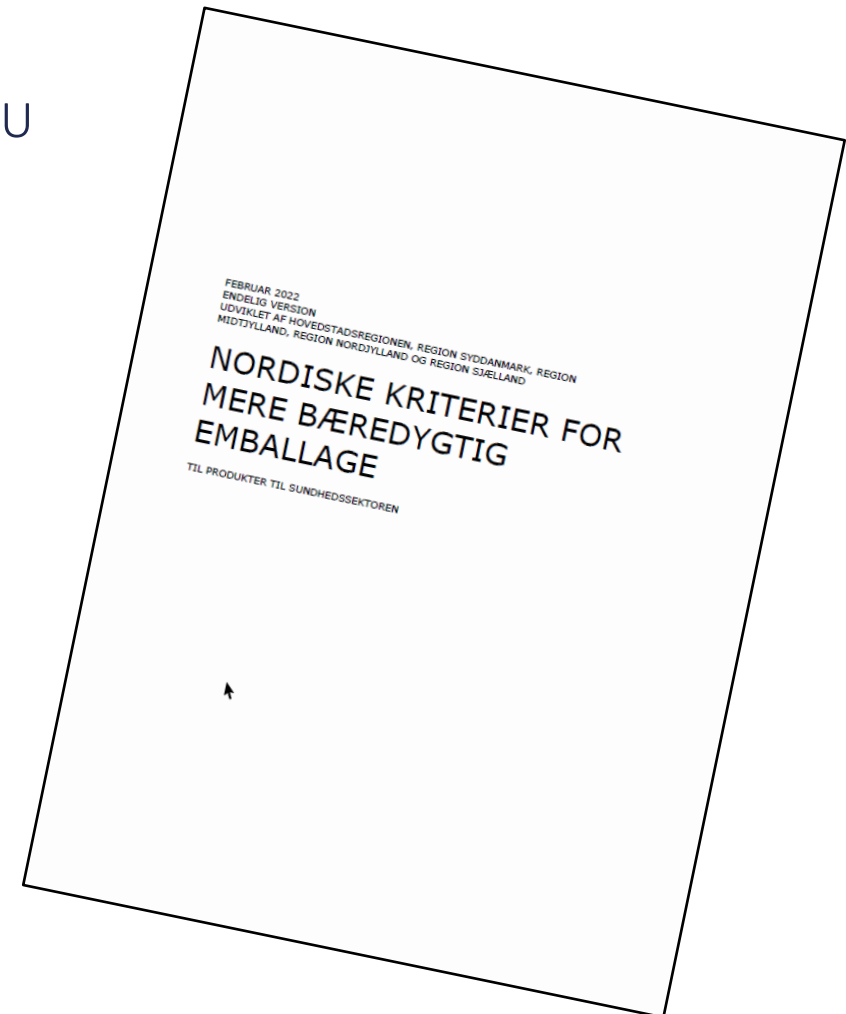 U
FEBRUAR 2022
ENDELIG VERSION
UDVIKLET AF HOVEDSTADSREGIONEN, REGION SYDDANMARK, REGION
MIDTJYLLAND, REGION NORDJYLLAND OG REGION SJÆLLAND
NORDISKE KRITERIER FOR
MERE BÆREDYGTIG
EMBALLAGE
TIL PRODUKTER TIL SUNDHEDSSEKTOREN